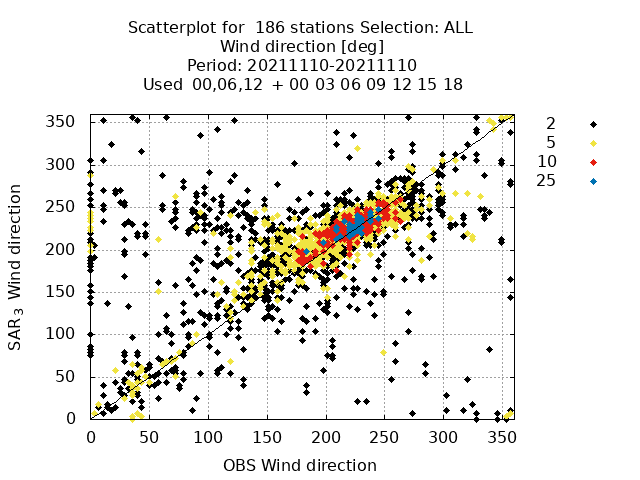 Scatterplot for  186 stations Selection: ALL
Wind direction [deg]
Period: 20211110-20211110
Used  00,06,12  + 00 03 06 09 12 15 18
2
5
10
25
350
300
250
200
150
100
50
0
SAR₃  Wind direction
0 50 100 150 200 250 300 350
OBS Wind direction